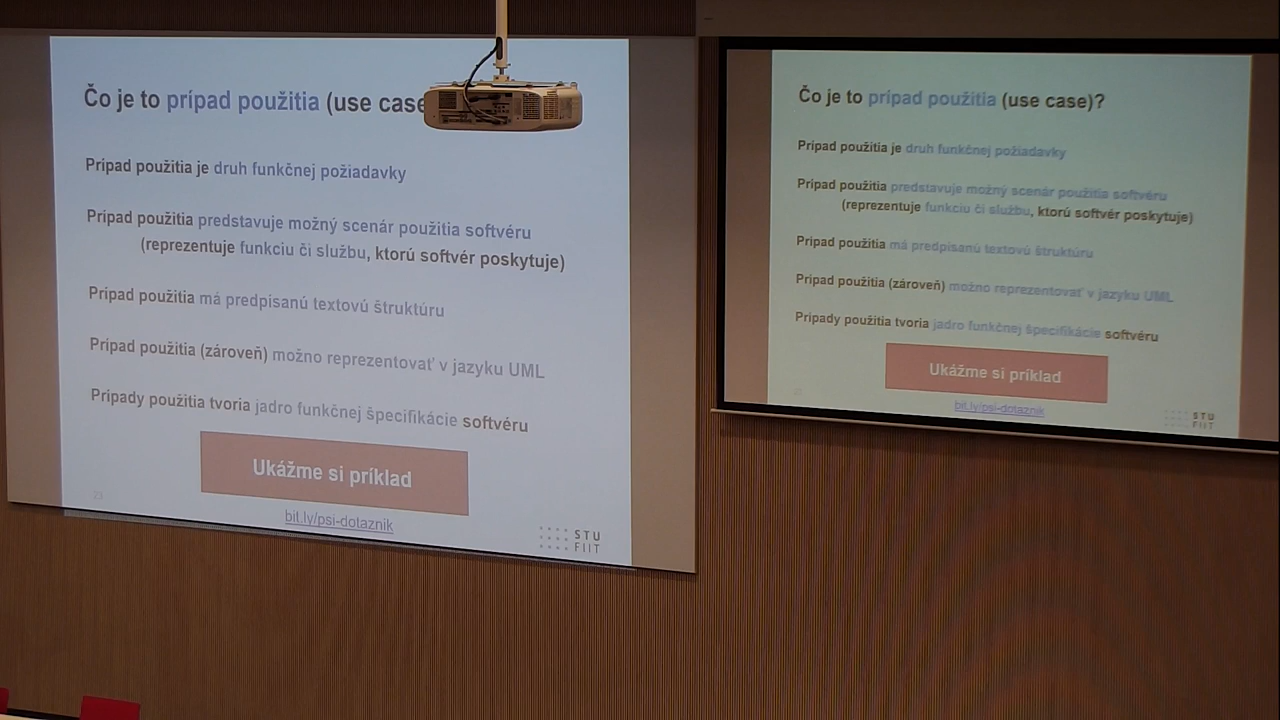 Čo je to prípad použitia (use case
Prípad použitia je druh funkčnej požiadavky
Prípad použitia predstavuje možný scenár použitia softvéru
(reprezentuje funkciu či službu, ktorú softvér poskytuje)
Prípad použitia má predpísanú textovú štruktúru
Prípad použitia (zároveň) možno reprezentovať v jazyku UML
Prípady použitia tvoria jadro funkčnej špecifikácie softvéru
Ukážme si príklad
bit.ly/psi-dotaznik
23
STU
FIIT
Čo je to prípad použitia (use case)?
Prípad použitia je druh funkčnej požiadavky
Prípad použitia predstavuje možný scenár použitia softvéru
(reprezentuje funkciu či službu, ktorú softvér poskytuje)
Prípad použitia má predpísanú textovú štruktúru
Prípad použitia (zároveň) možno reprezentovať v jazyku UML
Prípady použitia tvoria jadro funkčnej špecifikácie softvéru
Ukážme si príklad
bit.ly/psi-dotaznik
STU
FIIT